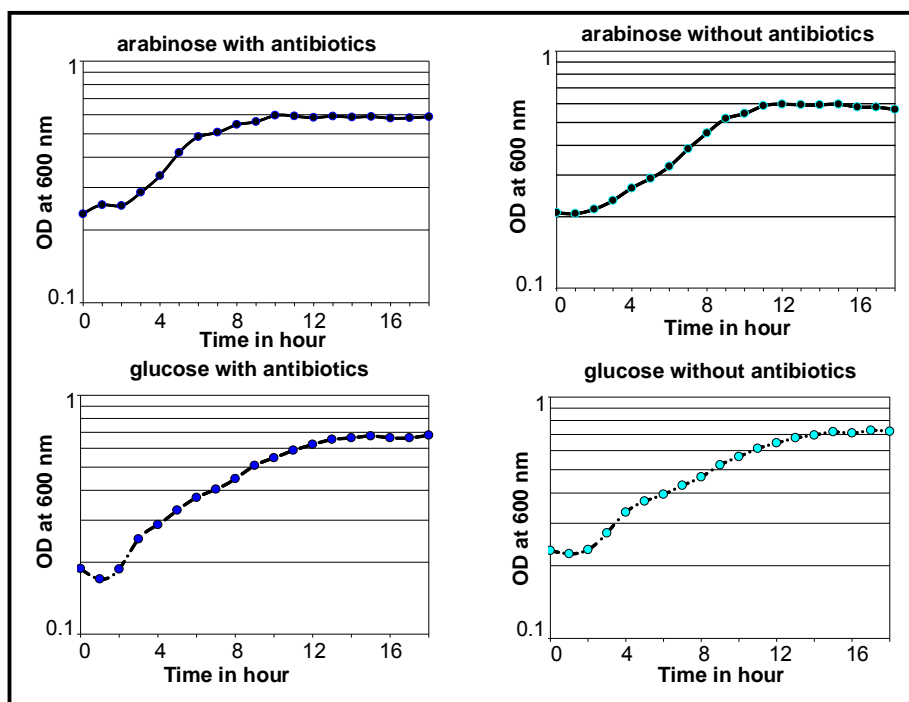 arabinose with antibiotics
1
OD at 600 nm
0.1
0 4 8 12 16
Time in hour
arabinose without antibiotics
1
OD at 600 nm
0.1
0 4 8 12 16
Time in hour
glucose with antibiotics
1
OD at 600 nm
0.1
0 4 8 12 16
Time in hour
glucose without antibiotics
1
OD at 600 nm
0.1
0 4 8 12 16
Time in hour